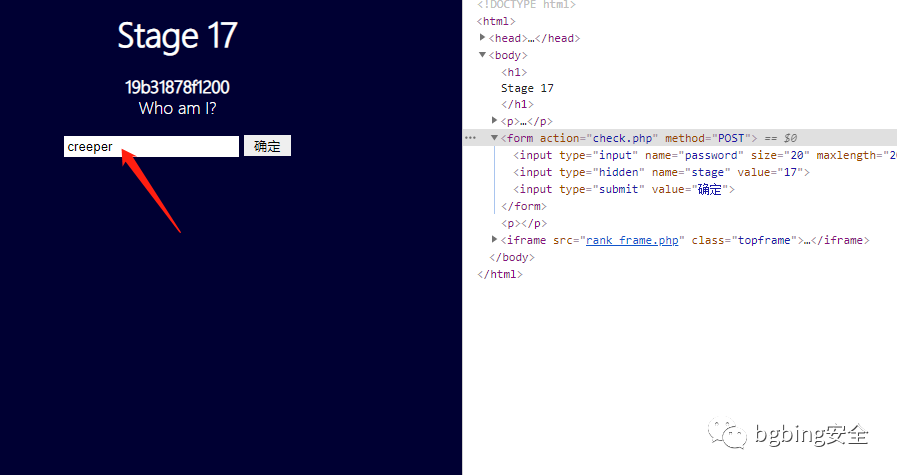 Stage 17
19b31878f1200
Who am I?
creeper 确定
<!DOCTYPE html>
<html>
<head>…</head>
<body>
<h1>
Stage 17
</h1>
<p>…</p>
<form action="check.php" method="POST"> == $0
<input type="input" name="password" size="20" maxlength="20
<input type="hidden" name="stage" value="17">
<input type="submit" value="确定">
</form>
<p></p>
<iframe src="rank_frame.php" class="topframe">…</iframe>
</body>
</html>
bgbing安全